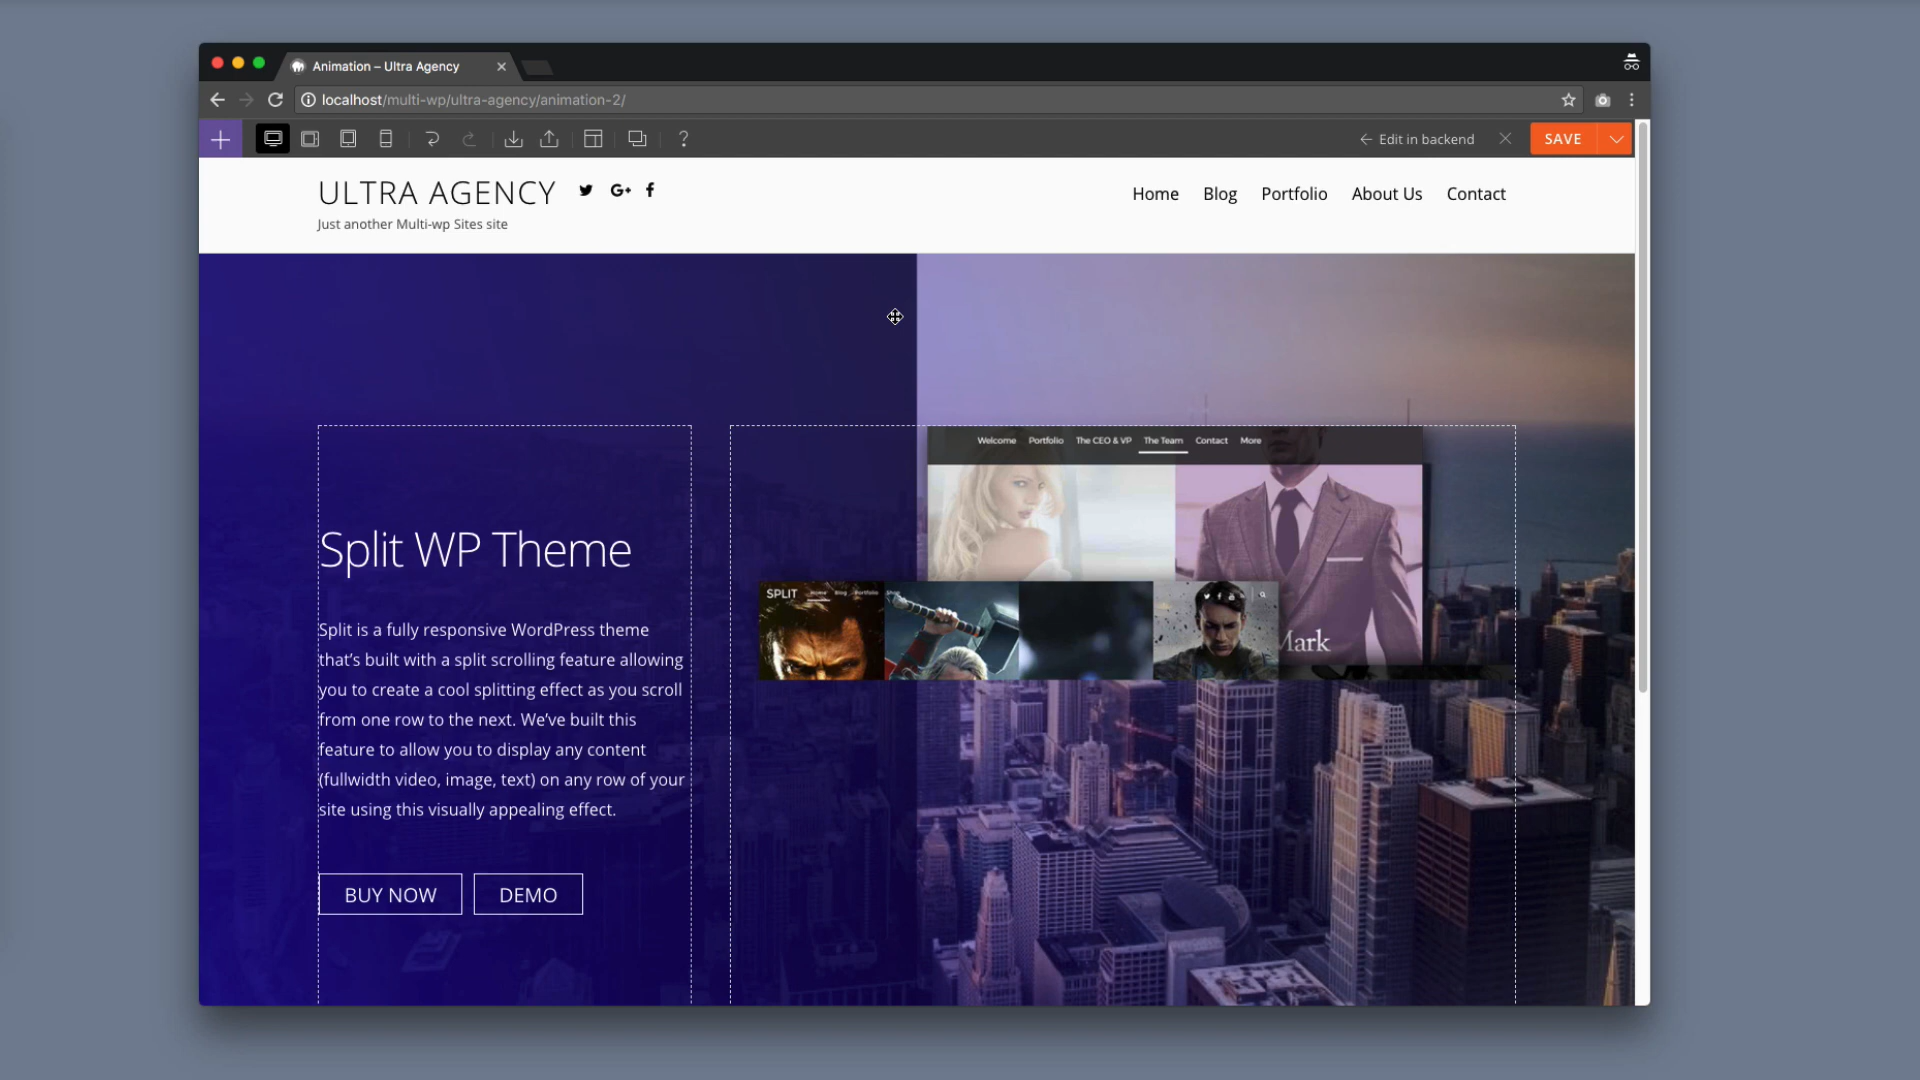 Animation – Ultra Agency
localhost/multi-wp/ultra-agency/animation-2/
Edit in backend
SAVE
ULTRA AGENCY
Just another Multi-wp Sites site
Home
Blog
Portfolio
About Us
Contact
Welcome
Portfolio
The CEO & VP
The Team
Contact
More
Split WP Theme
SPLIT
Home
Blog
Portfolio
Shop
Mark
Split is a fully responsive WordPress theme
that’s built with a split scrolling feature allowing
you to create a cool splitting effect as you scroll
from one row to the next. We’ve built this
feature to allow you to display any content
(fullwidth video, image, text) on any row of your
site using this visually appealing effect.
BUY NOW
DEMO